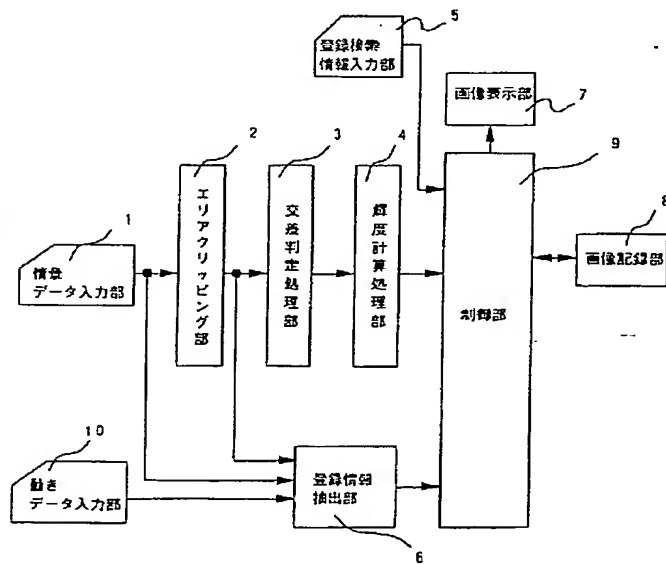 5
登録検索
情報入力部
画像表示部
7
2
3
4
9
エリアクリッピング部
交差判定処理部
輝度計算処理部
1
情景
データ入力部
8
画像記録部
制御部
10
動き
データ入力部
登録情報
抽出部
6